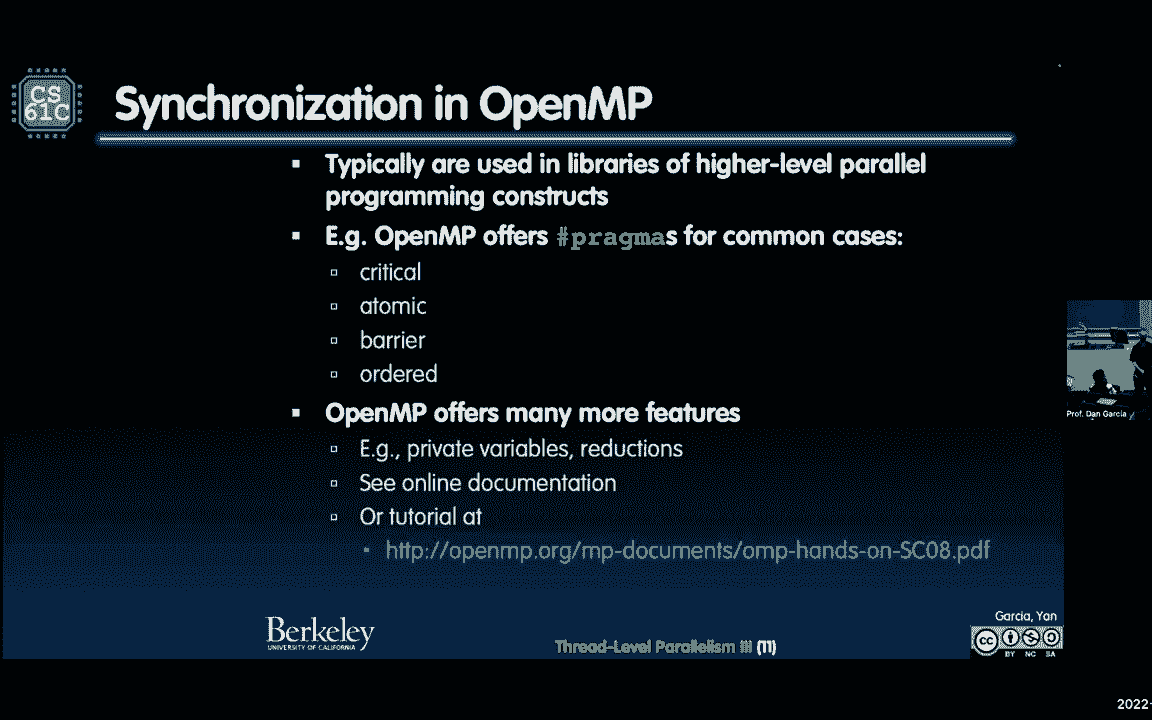 CS
61C
Synchronization in OpenMP
Typically are used in libraries of higher-level parallel
programming constructs
E.g. OpenMP offers #pragmas for common cases:
critical
atomic
barrier
ordered
OpenMP offers many more features
E.g., private variables, reductions
See online documentation
Or tutorial at
http://openmp.org/mp-documents/omp-hands-on-SC08.pdf
Prof. Dan Garcia
Berkeley
UNIVERSITY OF CALIFORNIA
Thread-Level Parallelism III (11)
Garcia, Yan
CC BY NC SA
2022-